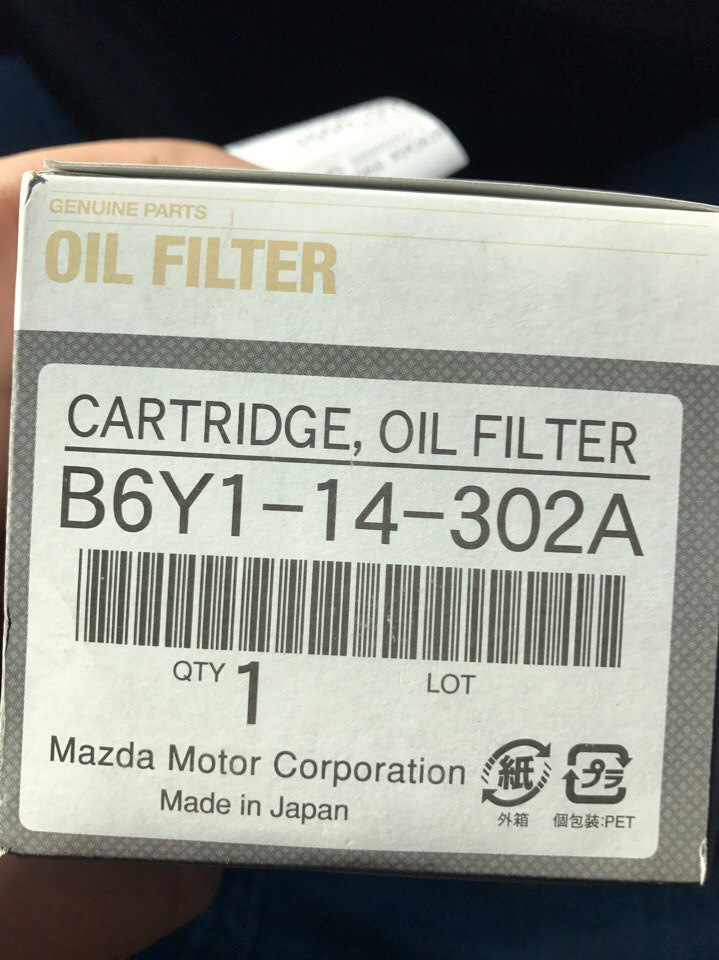 GENUINE PARTS
OIL FILTER
CARTRIDGE, OIL FILTER
B6Y1-14-302A
QTY 1 LOT
Mazda Motor Corporation
Made in Japan
紙 プラ
外箱 個包装:PET